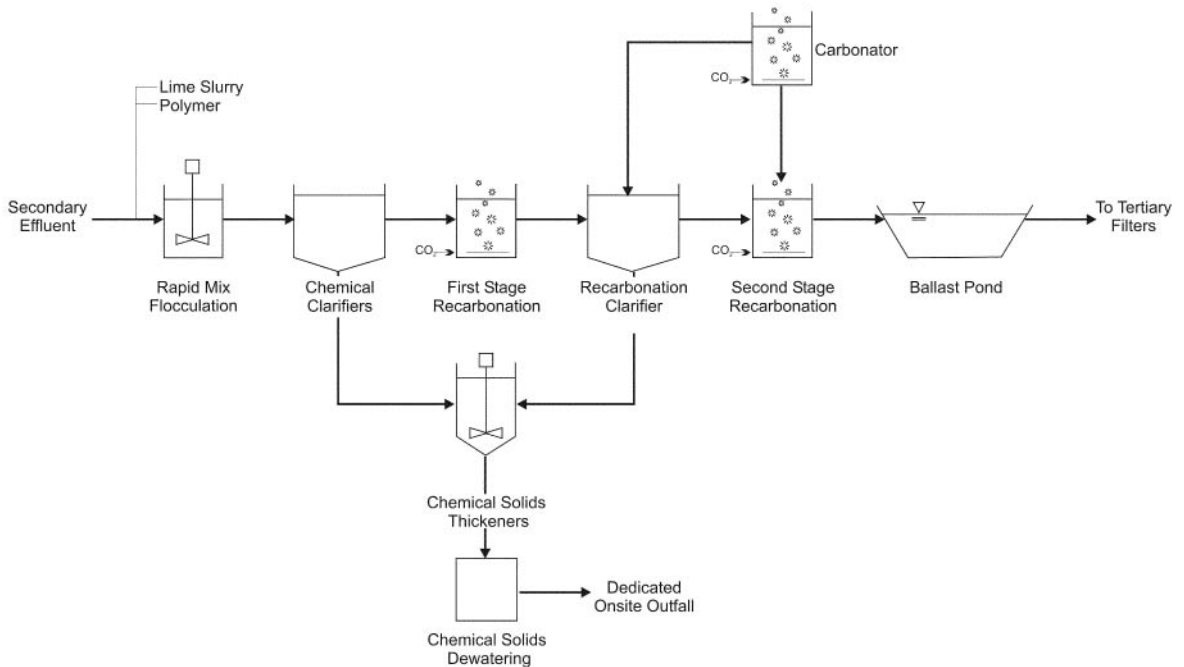 Carbonator
CO₂
Lime Slurry
Polymer
Secondary
Effluent
CO₂
CO₂
To Tertiary
Filters
Rapid Mix
Flocculation
Chemical
Clarifiers
First Stage
Recarbonation
Recarbonation
Clarifier
Second Stage
Recarbonation
Ballast Pond
Chemical Solids
Thickeners
Dedicated
Onsite Outfall
Chemical Solids
Dewatering